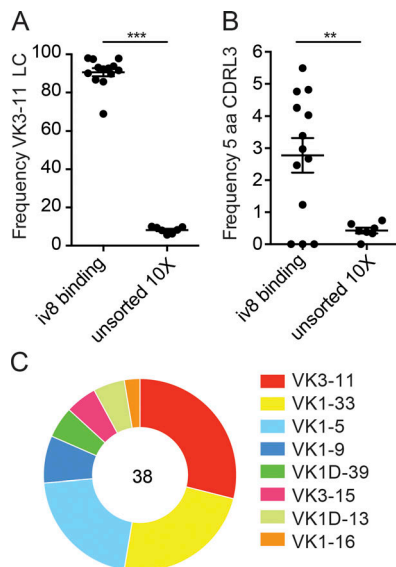 A
***
Frequency VK3-11 LC
100
80
60
40
20
0
iv8 binding
unsorted 10X
B
**
Frequency 5 aa CDRL3
6
5
4
3
2
1
0
iv8 binding
unsorted 10X
C
38
VK3-11
VK1-33
VK1-5
VK1-9
VK1D-39
VK3-15
VK1D-13
VK1-16